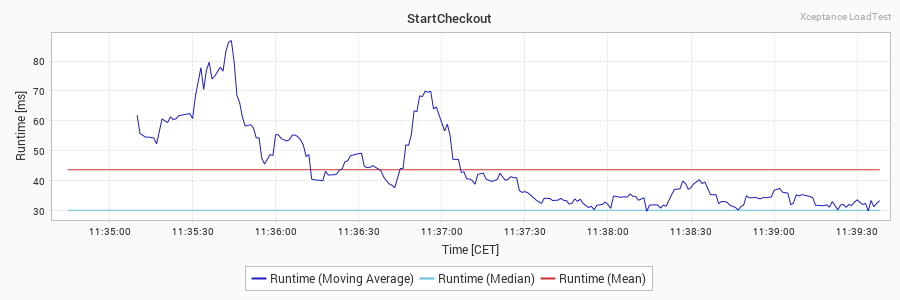 StartCheckout
Xceptance LoadTest
Runtime [ms]
80
70
60
50
40
30
11:35:00 11:35:30 11:36:00 11:36:30 11:37:00 11:37:30 11:38:00 11:38:30 11:39:00 11:39:30
Time [CET]
Runtime (Moving Average) Runtime (Median) Runtime (Mean)